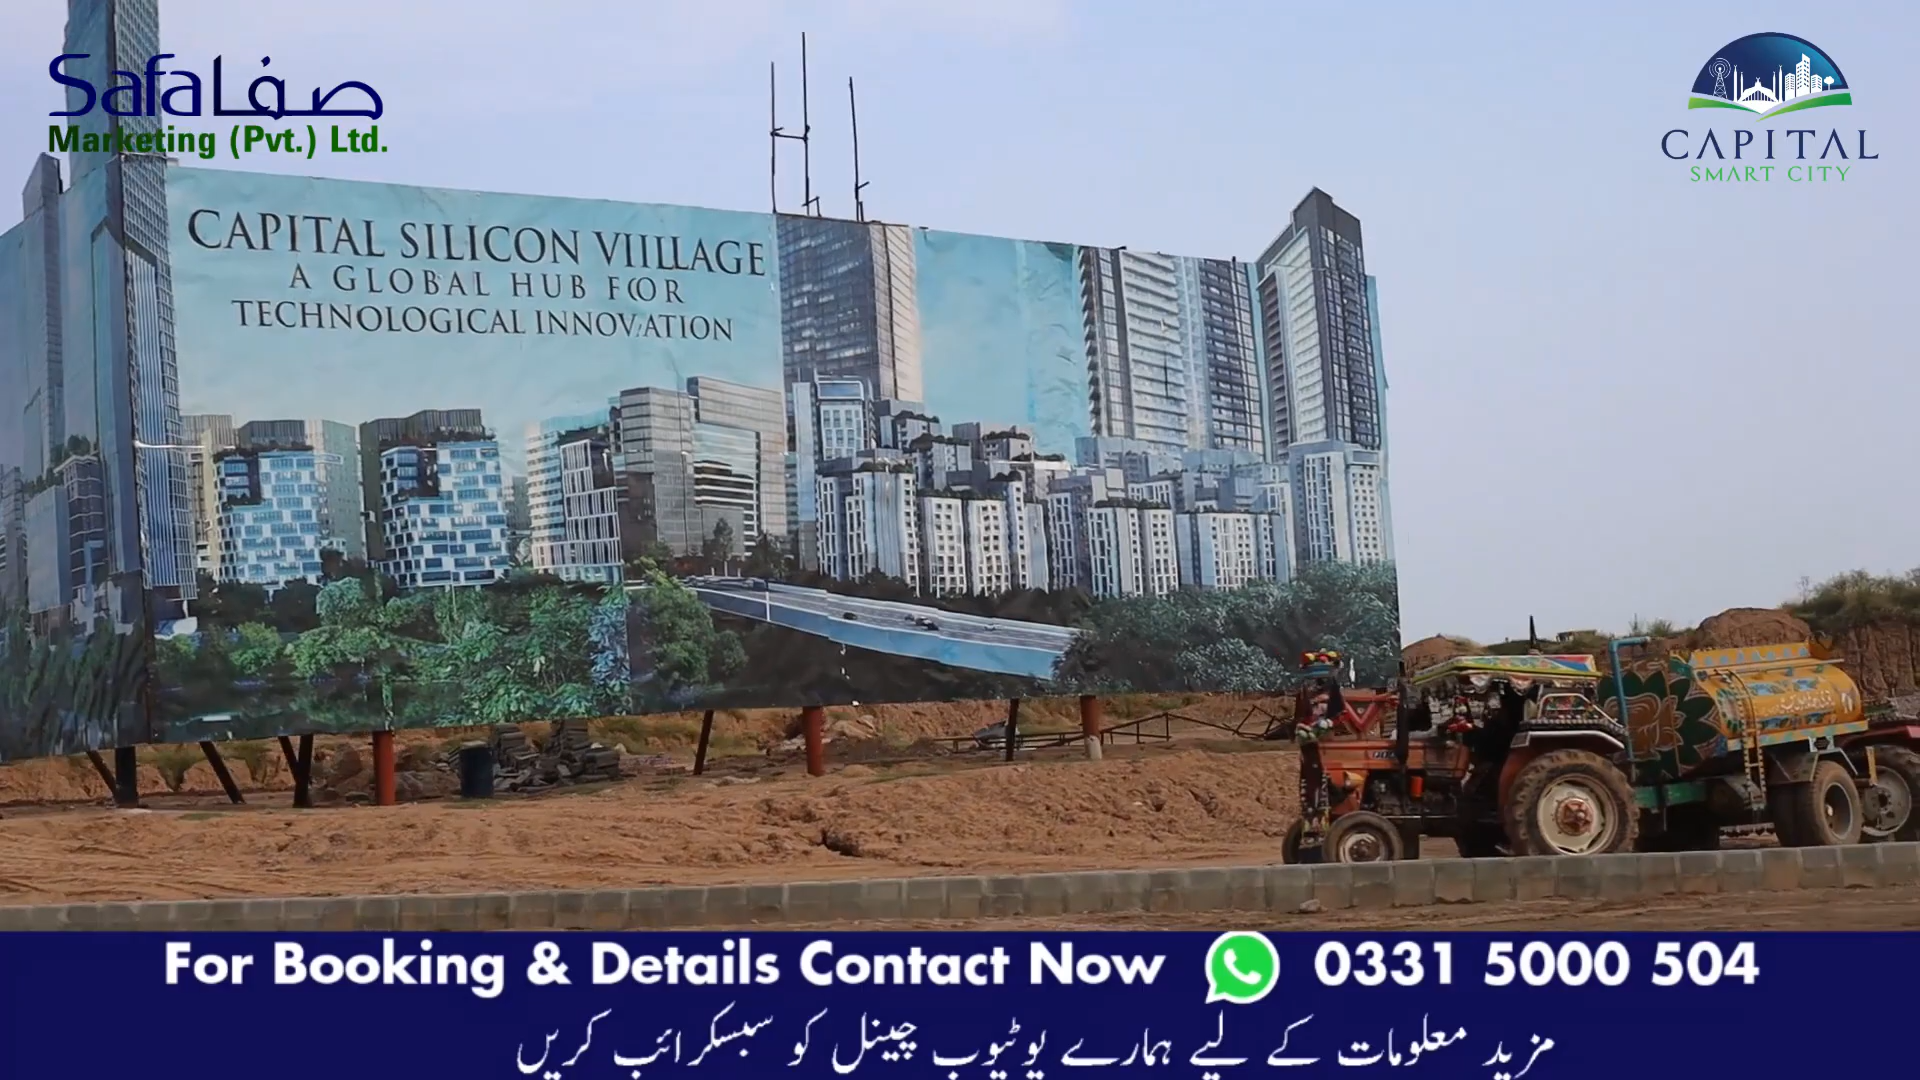 Safa صفا
Marketing (Pvt.) Ltd.
CAPITAL
SMART CITY
CAPITAL SILICON VIILLAGE
A GLOBAL HUB FOOR
TECHNOLOGICAL INNOVATION
For Booking & Details Contact Now 0331 5000 504
مزید معلومات کے لیے ہمارے یوٹیوب چینل کو سبسکرائب کریں